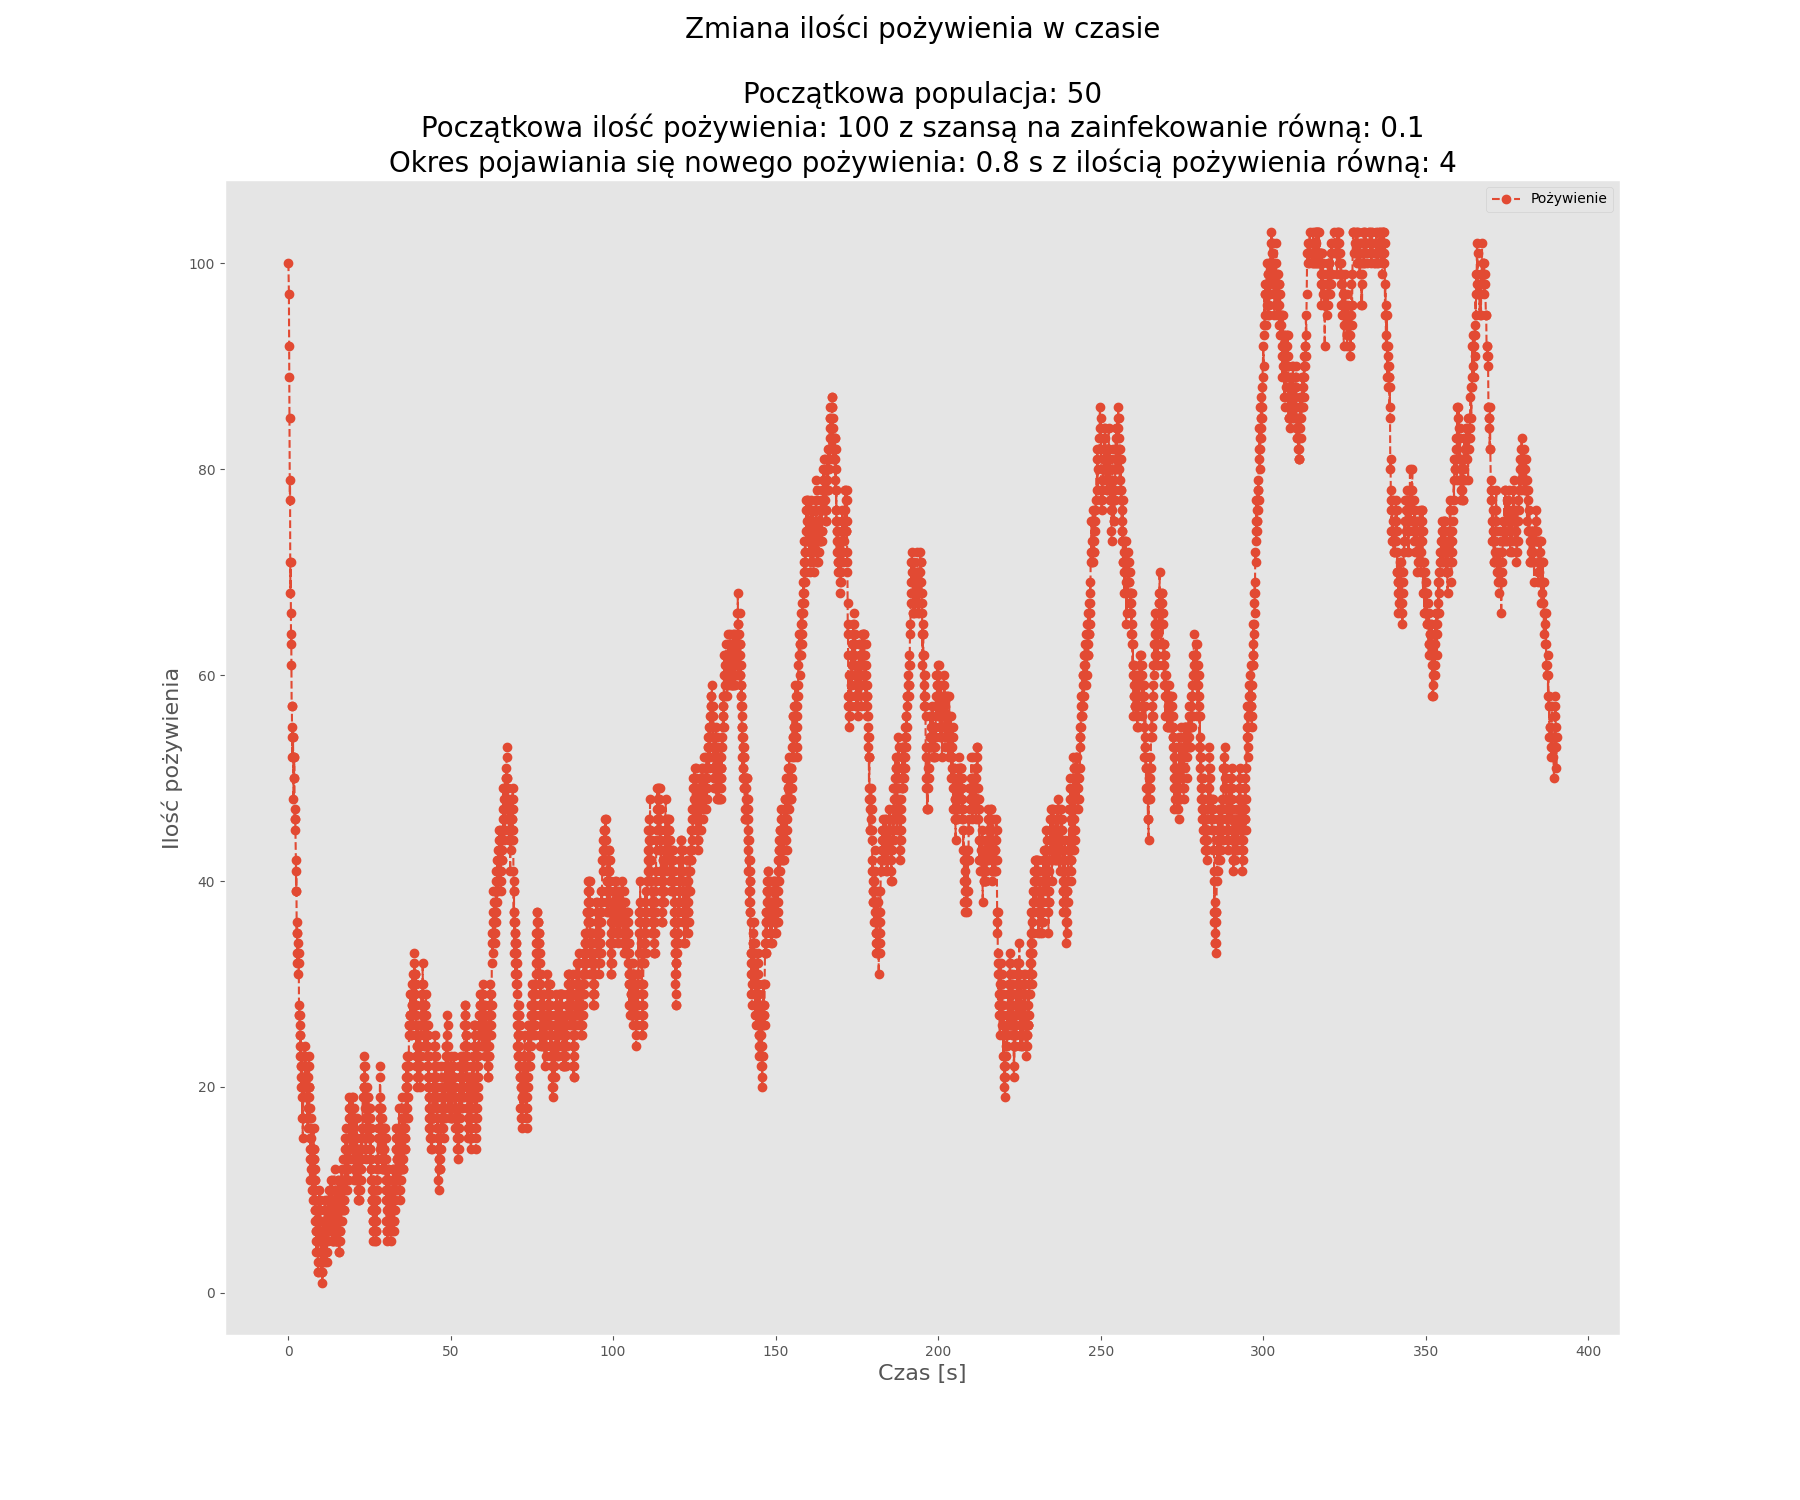 Zmiana ilości pożywienia w czasie
Początkowa populacja: 50
Początkowa ilość pożywienia: 100 z szansą na zainfekowanie równą: 0.1
Okres pojawiania się nowego pożywienia: 0.8 s z ilością pożywienia równą: 4
Pożywienie
100
80
60
40
20
0
Ilość pożywienia
0 50 100 150 200 250 300 350 400
Czas [s]